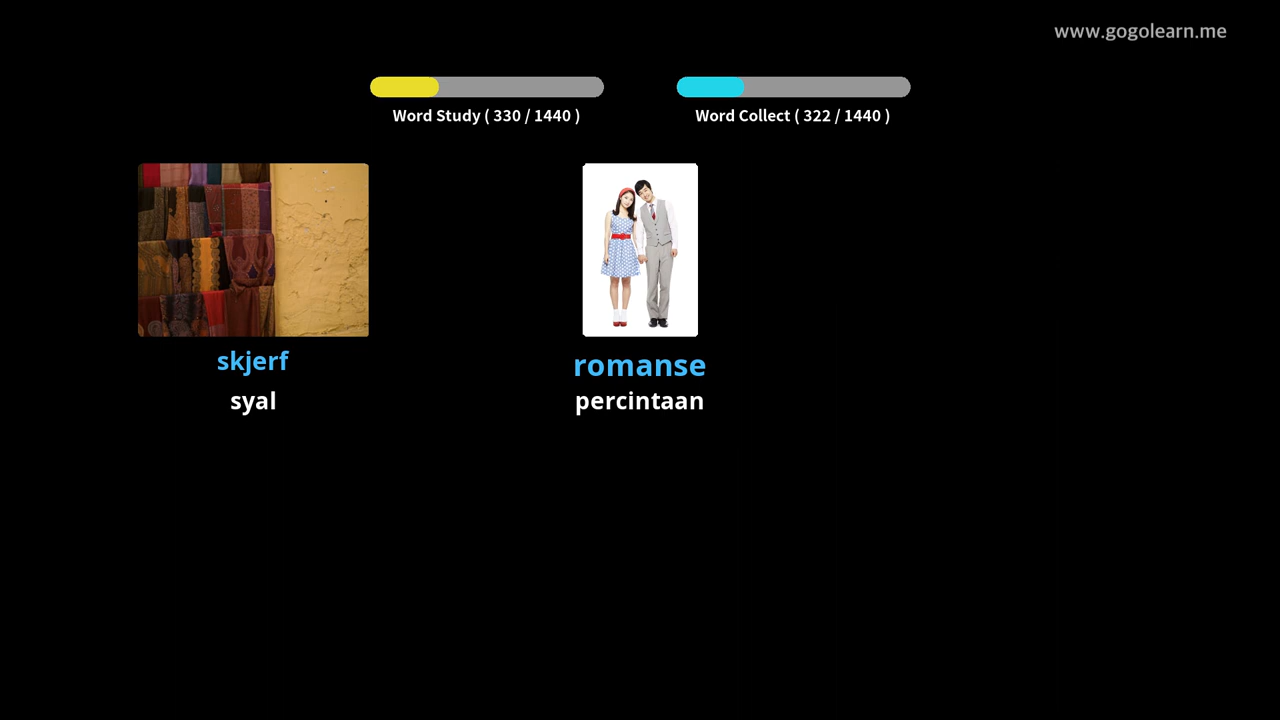 www.gogolearn.me
Word Study ( 330 / 1440 )
Word Collect ( 322 / 1440 )
skjerf
syal
romanse
percintaan